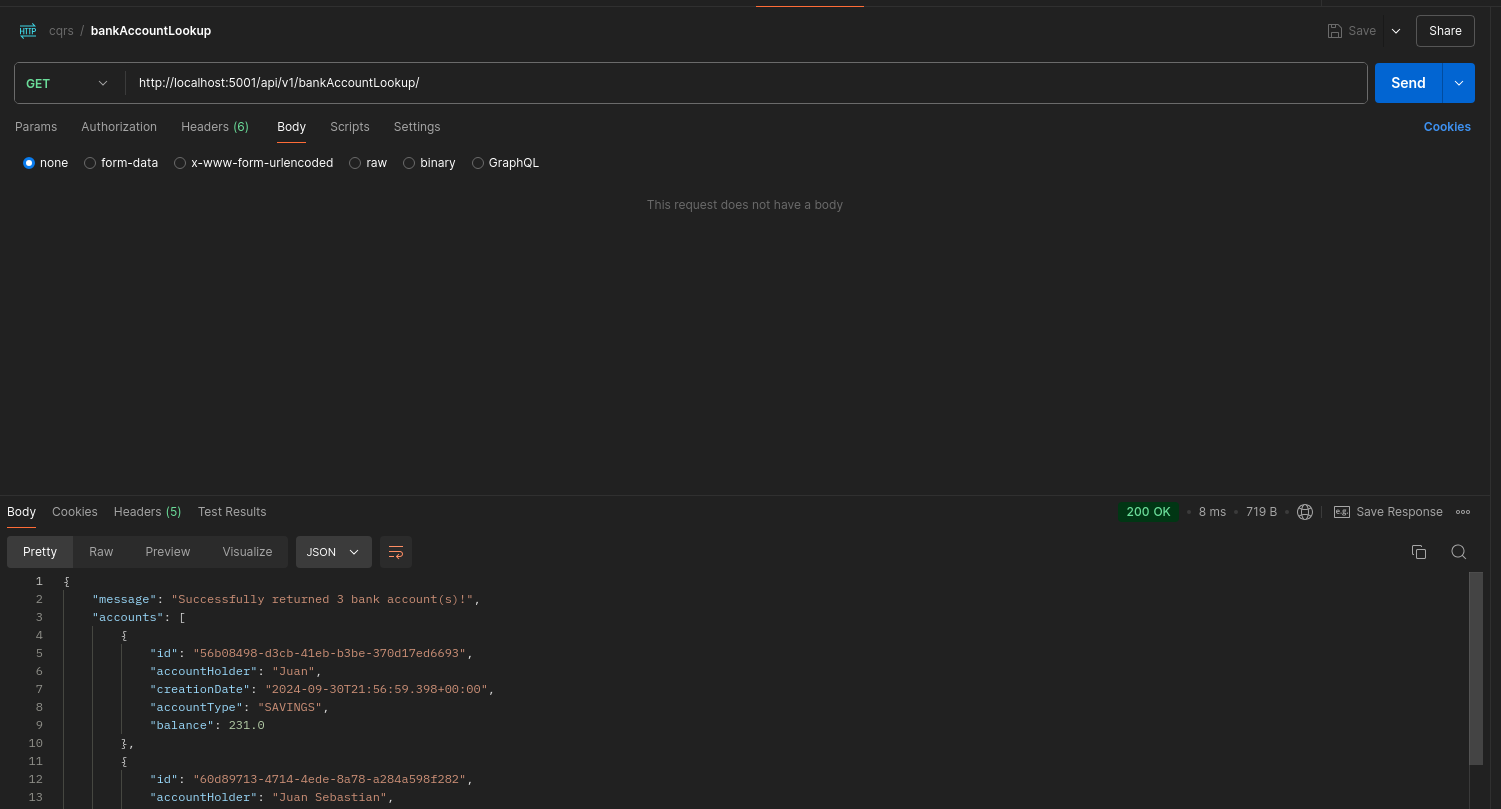 HTTP cqrs / bankAccountLookup Save Share
GET http://localhost:5001/api/v1/bankAccountLookup/ Send
Params Authorization Headers (6) Body Scripts Settings Cookies
none form-data x-www-form-urlencoded raw binary GraphQL
This request does not have a body
Body Cookies Headers (5) Test Results 200 OK • 8 ms • 719 B • e.g. Save Response
Pretty Raw Preview Visualize JSON
1 {
2 "message": "Successfully returned 3 bank account(s)!",
3 "accounts": [
4 {
5 "id": "56b08498-d3cb-41eb-b3be-370d17ed6693",
6 "accountHolder": "Juan",
7 "creationDate": "2024-09-30T21:56:59.398+00:00",
8 "accountType": "SAVINGS",
9 "balance": 231.0
10 },
11 {
12 "id": "60d89713-4714-4ede-8a78-a284a598f282",
13 "accountHolder": "Juan Sebastian",